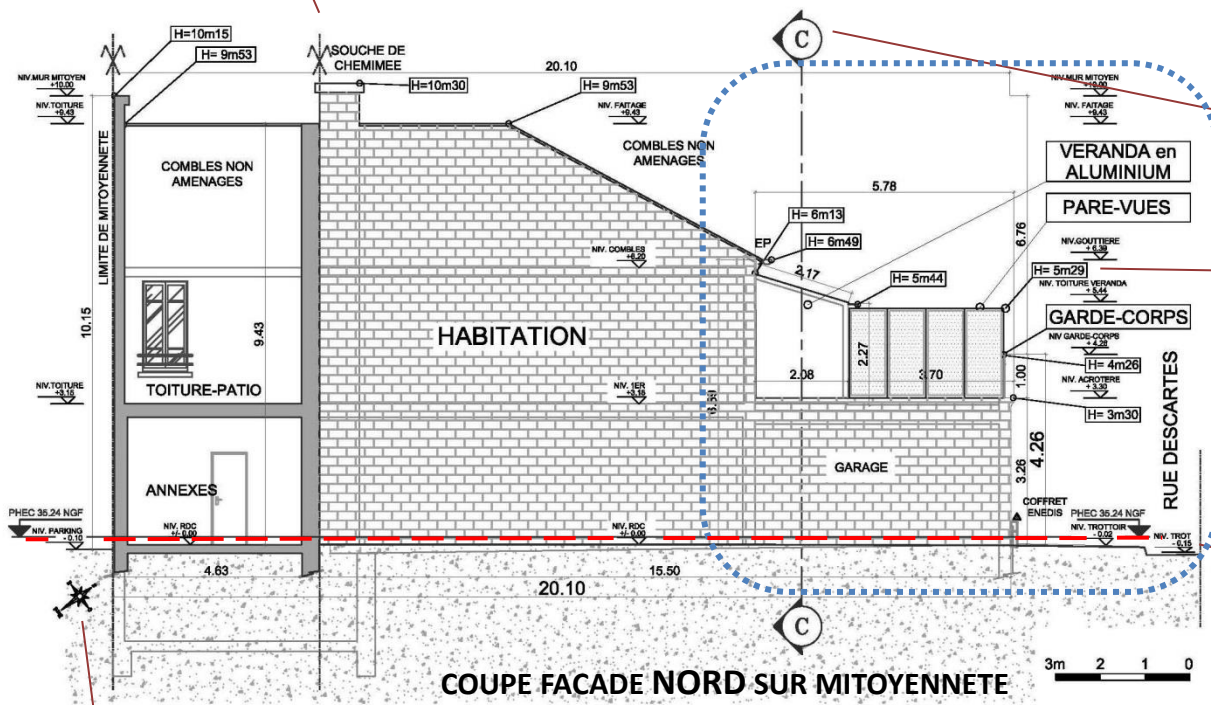 H=10m15
H= 9m53
SOUCHE DE
CHEMIMEE
20.10
C
NIV.MUR MITOYEN
+10.00
NIV.TOITURE
+9.43
H=10m30
H= 9m53
NIV. FAITAGE
+9.43
NIV.MUR MITOYEN
+10.00
NIV. FAITAGE
+9.43
COMBLES NON
AMENAGES
COMBLES NON
AMENAGES
VERANDA en
ALUMINIUM
5.78
PARE-VUES
LIMITE DE MITOYENNETE
H= 6m13
EP
H= 6m49
6.76
NIV. COMBLES
+6.20
NIV.GOUTTIERE
+ 6.39
2.17
H= 5m29
H= 5m44
NIV. TOITURE VERANDA
+ 5.44
10.15
9.43
HABITATION
GARDE-CORPS
NIV GARDE-CORPS
+ 4.26
H= 4m26
2.27
2.08
3.70
1.00
TOITURE-PATIO
NIV.TOITURE
+3.15
NIV. 1ER
+3.15
NIV. ACROTERE
+ 3.30
H= 3m30
RUE DESCARTES
4.26
3.26
GARAGE
ANNEXES
COFFRET
ENEDIS
PHEC 35.24 NGF
PHEC 35.24 NGF
NIV. PARKING
- 0.10
NIV. RDC
+/- 0.00
NIV. RDC
+/- 0.00
NIV. TROTTOIR
- 0.02
NIV. TROT
- 0.15
4.63
15.50
20.10
C
COUPE FACADE NORD SUR MITOYENNETE
3m 2 1 0